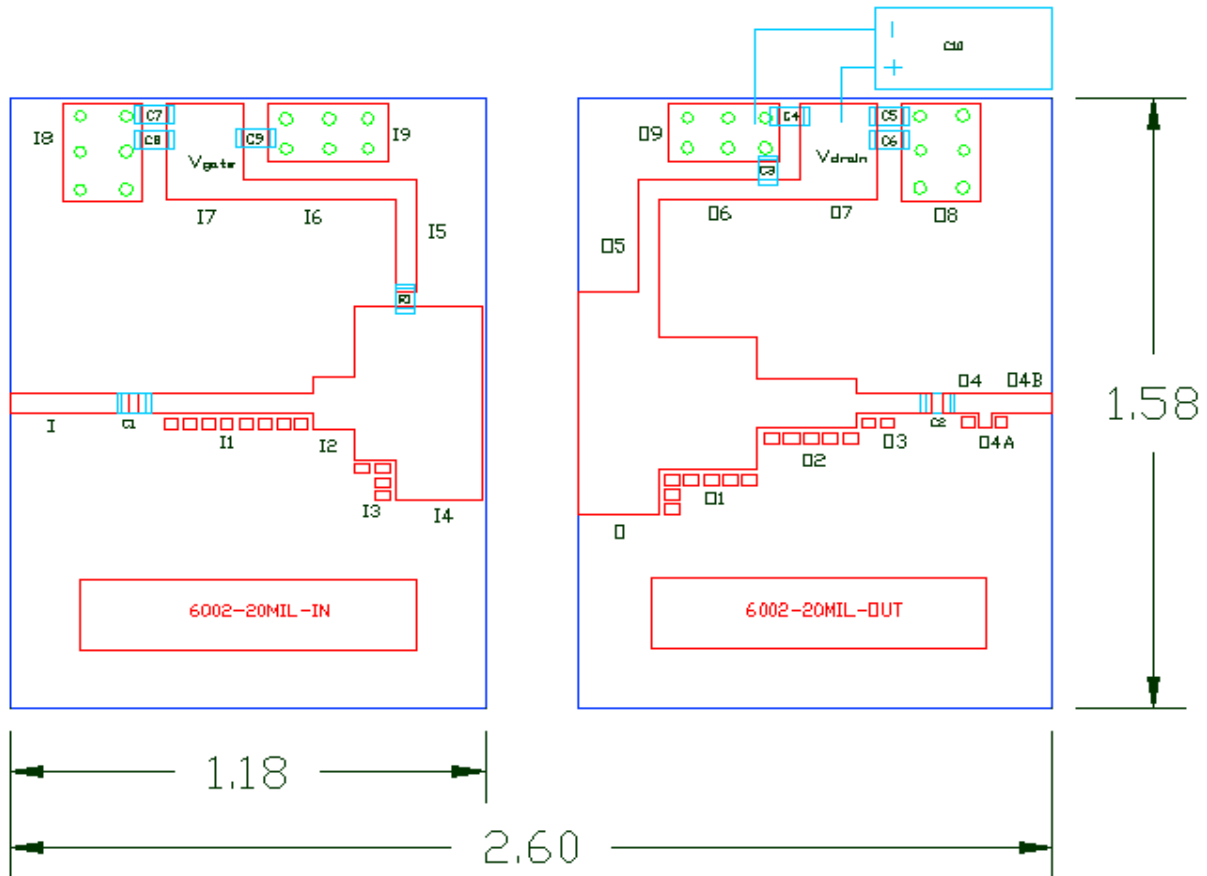 C10
I8
C7
C8
C9
I9
Vgate
O9
C4
C5
C6
C3
Vdrain
I7
I6
I5
O6
O7
O8
O5
R1
I
C1
I1
I2
I3
I4
O
O1
O2
O3
C2
O4
O4B
O4A
6002-20MIL-IN
6002-20MIL-OUT
1.58
1.18
2.60